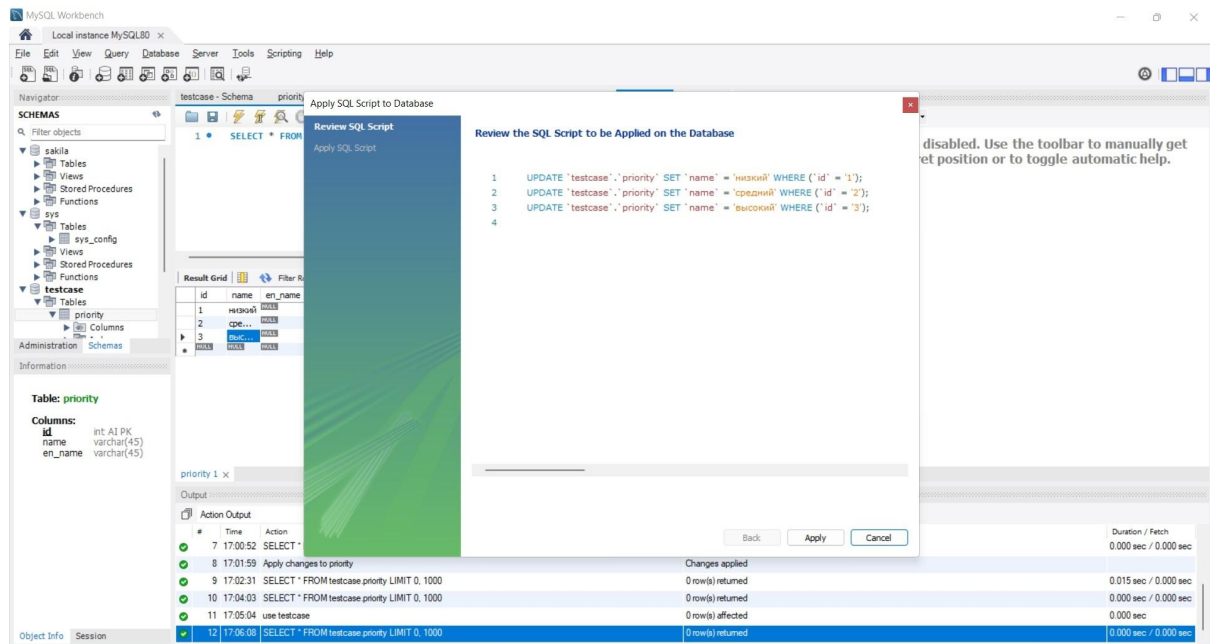 MySQL Workbench
Local instance MySQL80
File Edit View Query Database Server Tools Scripting Help
Navigator
SCHEMAS
Filter objects
sakila
Tables
Views
Stored Procedures
Functions
sys
Tables
sys_config
Views
Stored Procedures
Functions
testcase
Tables
priority
Columns
Administration Schemas
Information
Table: priority
Columns:
id int AI PK
name varchar(45)
en_name varchar(45)
Object Info Session
testcase - Schema priority
1 SELECT * FROM
Result Grid Filter
id name en_name
1 низкий NULL
2 сре... NULL
3 выс... NULL
NULL NULL NULL
priority 1
Apply SQL Script to Database
Review SQL Script
Apply SQL Script
Review the SQL Script to be Applied on the Database
1 UPDATE `testcase`.`priority` SET `name` = 'низкий' WHERE (`id` = '1');
2 UPDATE `testcase`.`priority` SET `name` = 'средний' WHERE (`id` = '2');
3 UPDATE `testcase`.`priority` SET `name` = 'высокий' WHERE (`id` = '3');
4
Back Apply Cancel
disabled. Use the toolbar to manually get
et position or to toggle automatic help.
Output
Action Output
# Time Action Duration / Fetch
7 17:00:52 SELECT * 0.000 sec / 0.000 sec
8 17:01:59 Apply changes to priority Changes applied
9 17:02:31 SELECT * FROM testcase.priority LIMIT 0, 1000 0 row(s) returned 0.015 sec / 0.000 sec
10 17:04:03 SELECT * FROM testcase.priority LIMIT 0, 1000 0 row(s) returned 0.000 sec / 0.000 sec
11 17:05:04 use testcase 0 row(s) affected 0.000 sec
12 17:06:08 SELECT * FROM testcase.priority LIMIT 0, 1000 0 row(s) returned 0.000 sec / 0.000 sec